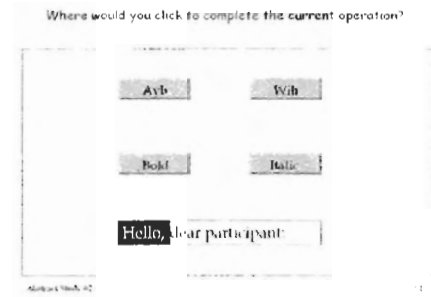 Where would you click to complete the current operation?
Ayb Wib
Bold Italic
Hello, dear participant: